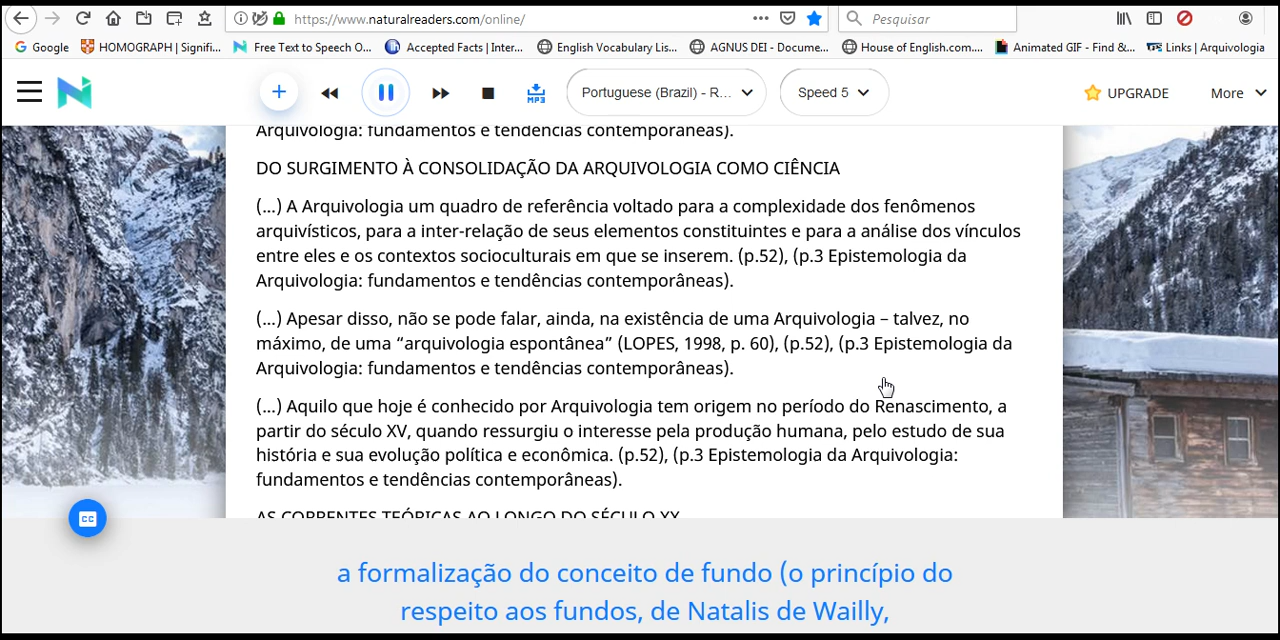 https://www.naturalreaders.com/online/
Pesquisar
Google
HOMOGRAPH | Signifi...
Free Text to Speech O...
Accepted Facts | Inter...
English Vocabulary Lis...
AGNUS DEI - Docume...
House of English.com....
Animated GIF - Find &...
Links | Arquivologia
MP3
Portuguese (Brazil) - R...
Speed 5
UPGRADE
More
Arquivologia: fundamentos e tendências contemporâneas).
DO SURGIMENTO À CONSOLIDAÇÃO DA ARQUIVOLOGIA COMO CIÊNCIA
(...) A Arquivologia um quadro de referência voltado para a complexidade dos fenômenos
arquivísticos, para a inter-relação de seus elementos constituintes e para a análise dos vínculos
entre eles e os contextos socioculturais em que se inserem. (p.52), (p.3 Epistemologia da
Arquivologia: fundamentos e tendências contemporâneas).
(...) Apesar disso, não se pode falar, ainda, na existência de uma Arquivologia – talvez, no
máximo, de uma “arquivologia espontânea” (LOPES, 1998, p. 60), (p.52), (p.3 Epistemologia da
Arquivologia: fundamentos e tendências contemporâneas).
(...) Aquilo que hoje é conhecido por Arquivologia tem origem no período do Renascimento, a
partir do século XV, quando ressurgiu o interesse pela produção humana, pelo estudo de sua
história e sua evolução política e econômica. (p.52), (p.3 Epistemologia da Arquivologia:
fundamentos e tendências contemporâneas).
AS CORRENTES TEÓRICAS AO LONGO DO SÉCULO XX
CC
a formalização do conceito de fundo (o princípio do
respeito aos fundos, de Natalis de Wailly,